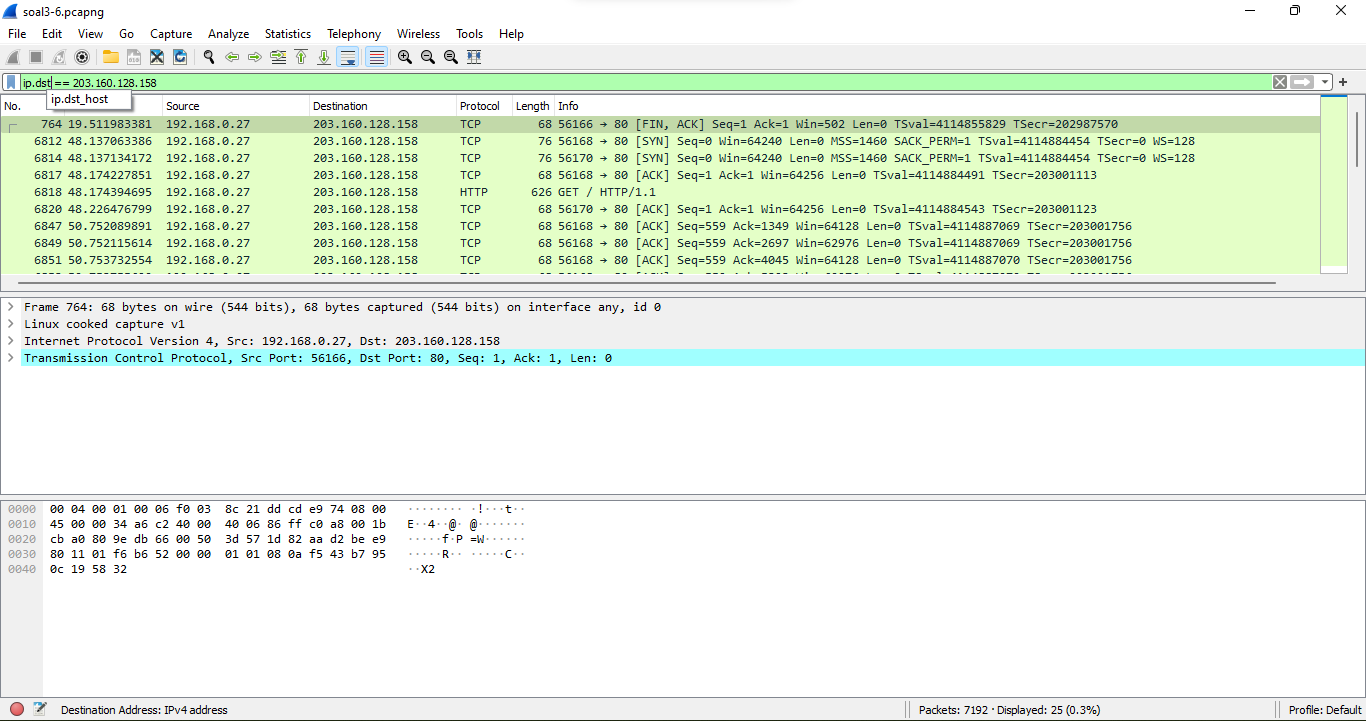 soal3-6.pcapng
File Edit View Go Capture Analyze Statistics Telephony Wireless Tools Help
ip.dst == 203.160.128.158
ip.dst_host
No. Source Destination Protocol Length Info
764 19.511983381 192.168.0.27 203.160.128.158 TCP 68 56166 → 80 [FIN, ACK] Seq=1 Ack=1 Win=502 Len=0 TSval=4114855829 TSecr=202987570
6812 48.137063386 192.168.0.27 203.160.128.158 TCP 76 56168 → 80 [SYN] Seq=0 Win=64240 Len=0 MSS=1460 SACK_PERM=1 TSval=4114884454 TSecr=0 WS=128
6814 48.137134172 192.168.0.27 203.160.128.158 TCP 76 56170 → 80 [SYN] Seq=0 Win=64240 Len=0 MSS=1460 SACK_PERM=1 TSval=4114884454 TSecr=0 WS=128
6817 48.174227851 192.168.0.27 203.160.128.158 TCP 68 56168 → 80 [ACK] Seq=1 Ack=1 Win=64256 Len=0 TSval=4114884491 TSecr=203001113
6818 48.174394695 192.168.0.27 203.160.128.158 HTTP 626 GET / HTTP/1.1
6820 48.226476799 192.168.0.27 203.160.128.158 TCP 68 56170 → 80 [ACK] Seq=1 Ack=1 Win=64256 Len=0 TSval=4114884543 TSecr=203001123
6847 50.752089891 192.168.0.27 203.160.128.158 TCP 68 56168 → 80 [ACK] Seq=559 Ack=1349 Win=64128 Len=0 TSval=4114887069 TSecr=203001756
6849 50.752115614 192.168.0.27 203.160.128.158 TCP 68 56168 → 80 [ACK] Seq=559 Ack=2697 Win=62976 Len=0 TSval=4114887069 TSecr=203001756
6851 50.753732554 192.168.0.27 203.160.128.158 TCP 68 56168 → 80 [ACK] Seq=559 Ack=4045 Win=64128 Len=0 TSval=4114887070 TSecr=203001756
Frame 764: 68 bytes on wire (544 bits), 68 bytes captured (544 bits) on interface any, id 0
Linux cooked capture v1
Internet Protocol Version 4, Src: 192.168.0.27, Dst: 203.160.128.158
Transmission Control Protocol, Src Port: 56166, Dst Port: 80, Seq: 1, Ack: 1, Len: 0
0000 00 04 00 01 00 06 f0 03 8c 21 dd cd e9 74 08 00 ········ ·!···t··
0010 45 00 00 34 a6 c2 40 00 40 06 86 ff c0 a8 00 1b E··4··@· @·······
0020 cb a0 80 9e db 66 00 50 3d 57 1d 82 aa d2 be e9 ·····f·P =W······
0030 80 11 01 f6 b6 52 00 00 01 01 08 0a f5 43 b7 95 ·····R·· ·····C··
0040 0c 19 58 32 ··X2
Destination Address: IPv4 address Packets: 7192 · Displayed: 25 (0.3%) Profile: Default